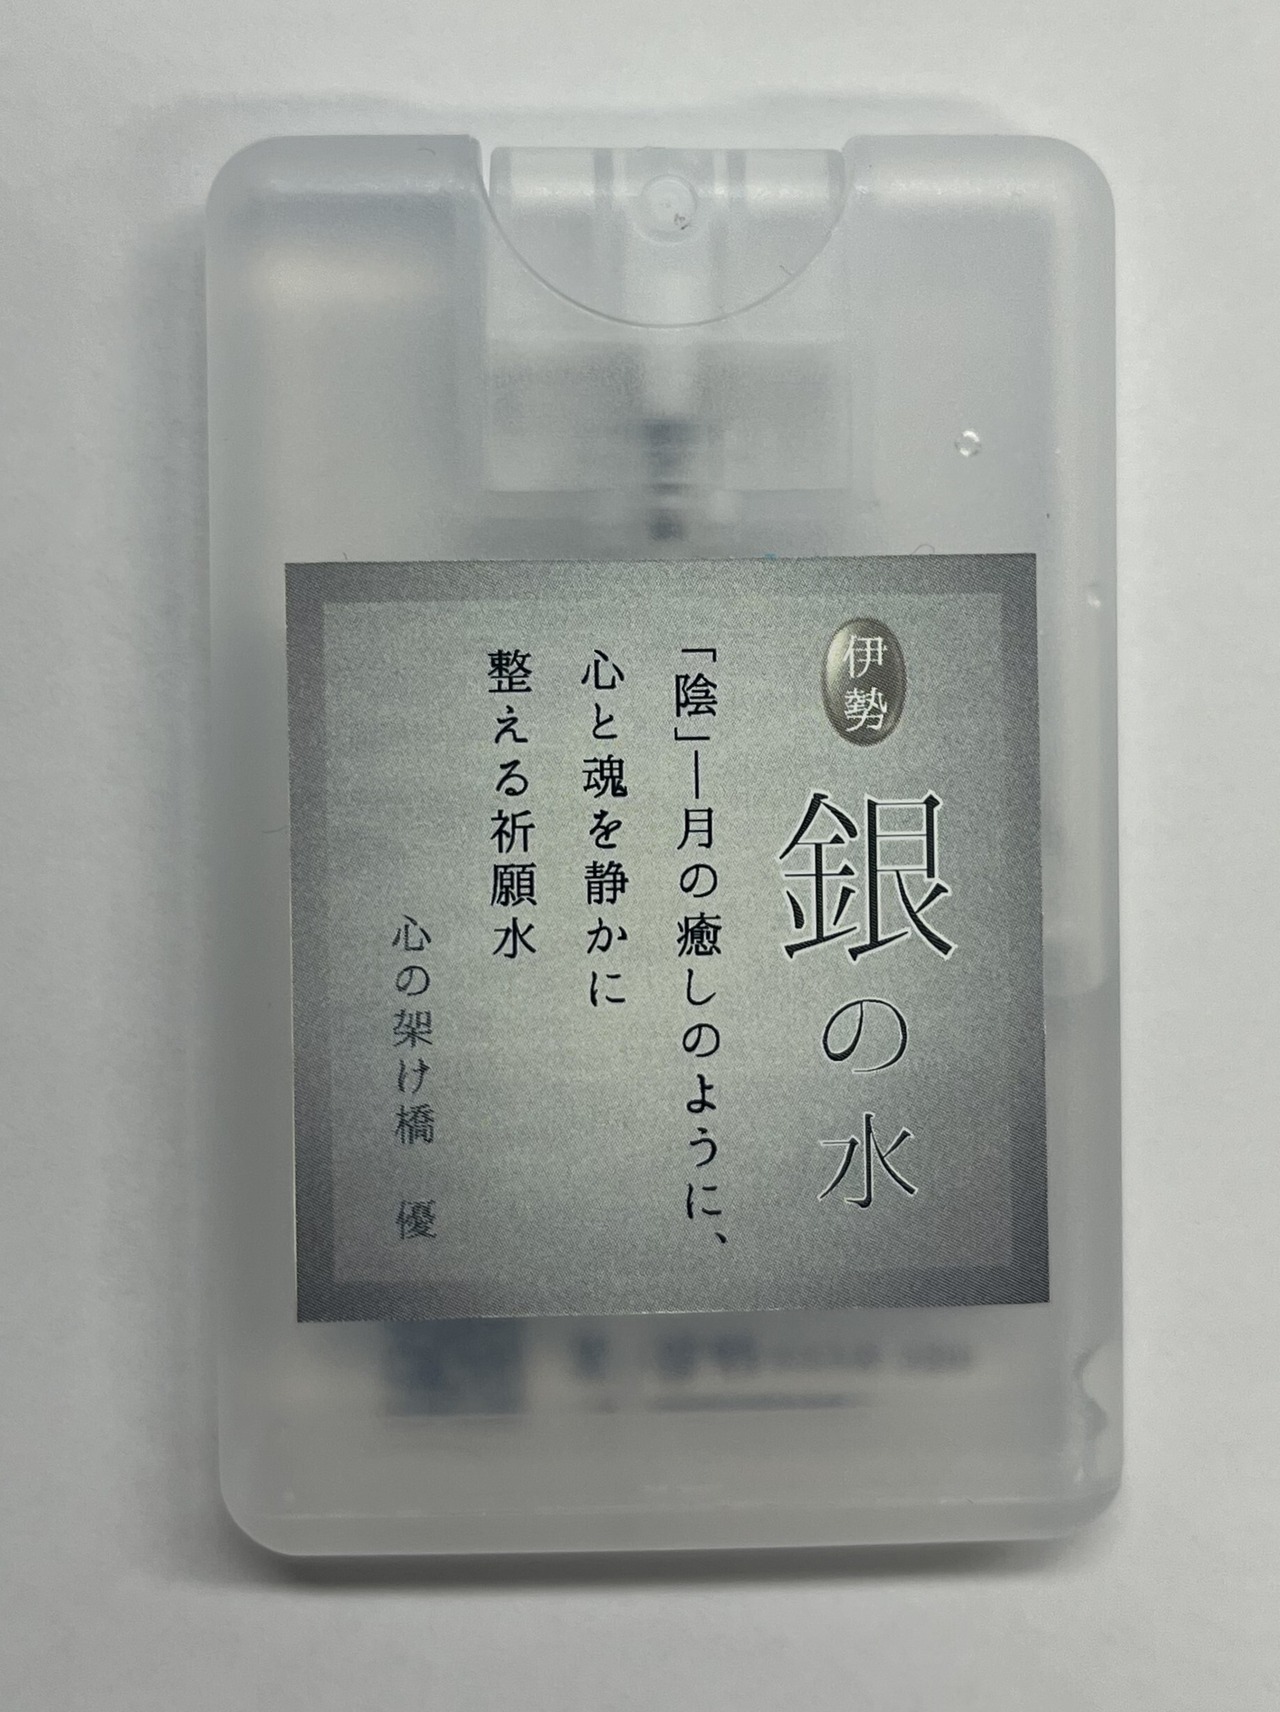 伊勢
銀の水
「陰」―月の癒しのように、
心と魂を静かに
整える祈願水
心の架け橋　優